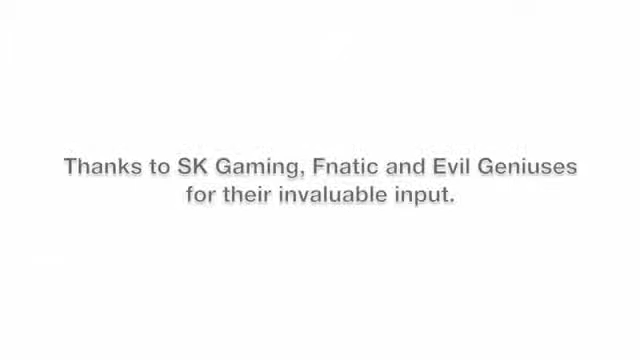 Thanks to SK Gaming, Fnatic and Evil Geniuses
for their invaluable input.